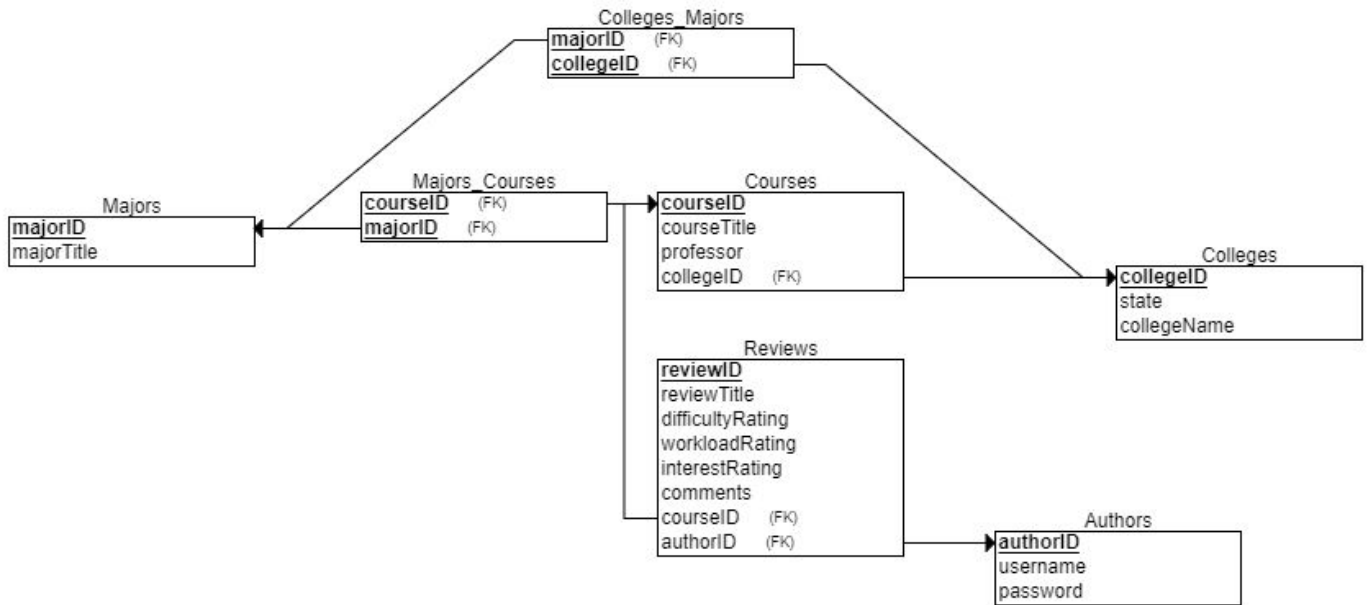 Colleges_Majors
majorID (FK)
collegeID (FK)
Majors
majorID
majorTitle
Majors_Courses
courseID (FK)
majorID (FK)
Courses
courseID
courseTitle
professor
collegeID (FK)
Colleges
collegeID
state
collegeName
Reviews
reviewID
reviewTitle
difficultyRating
workloadRating
interestRating
comments
courseID (FK)
authorID (FK)
Authors
authorID
username
password